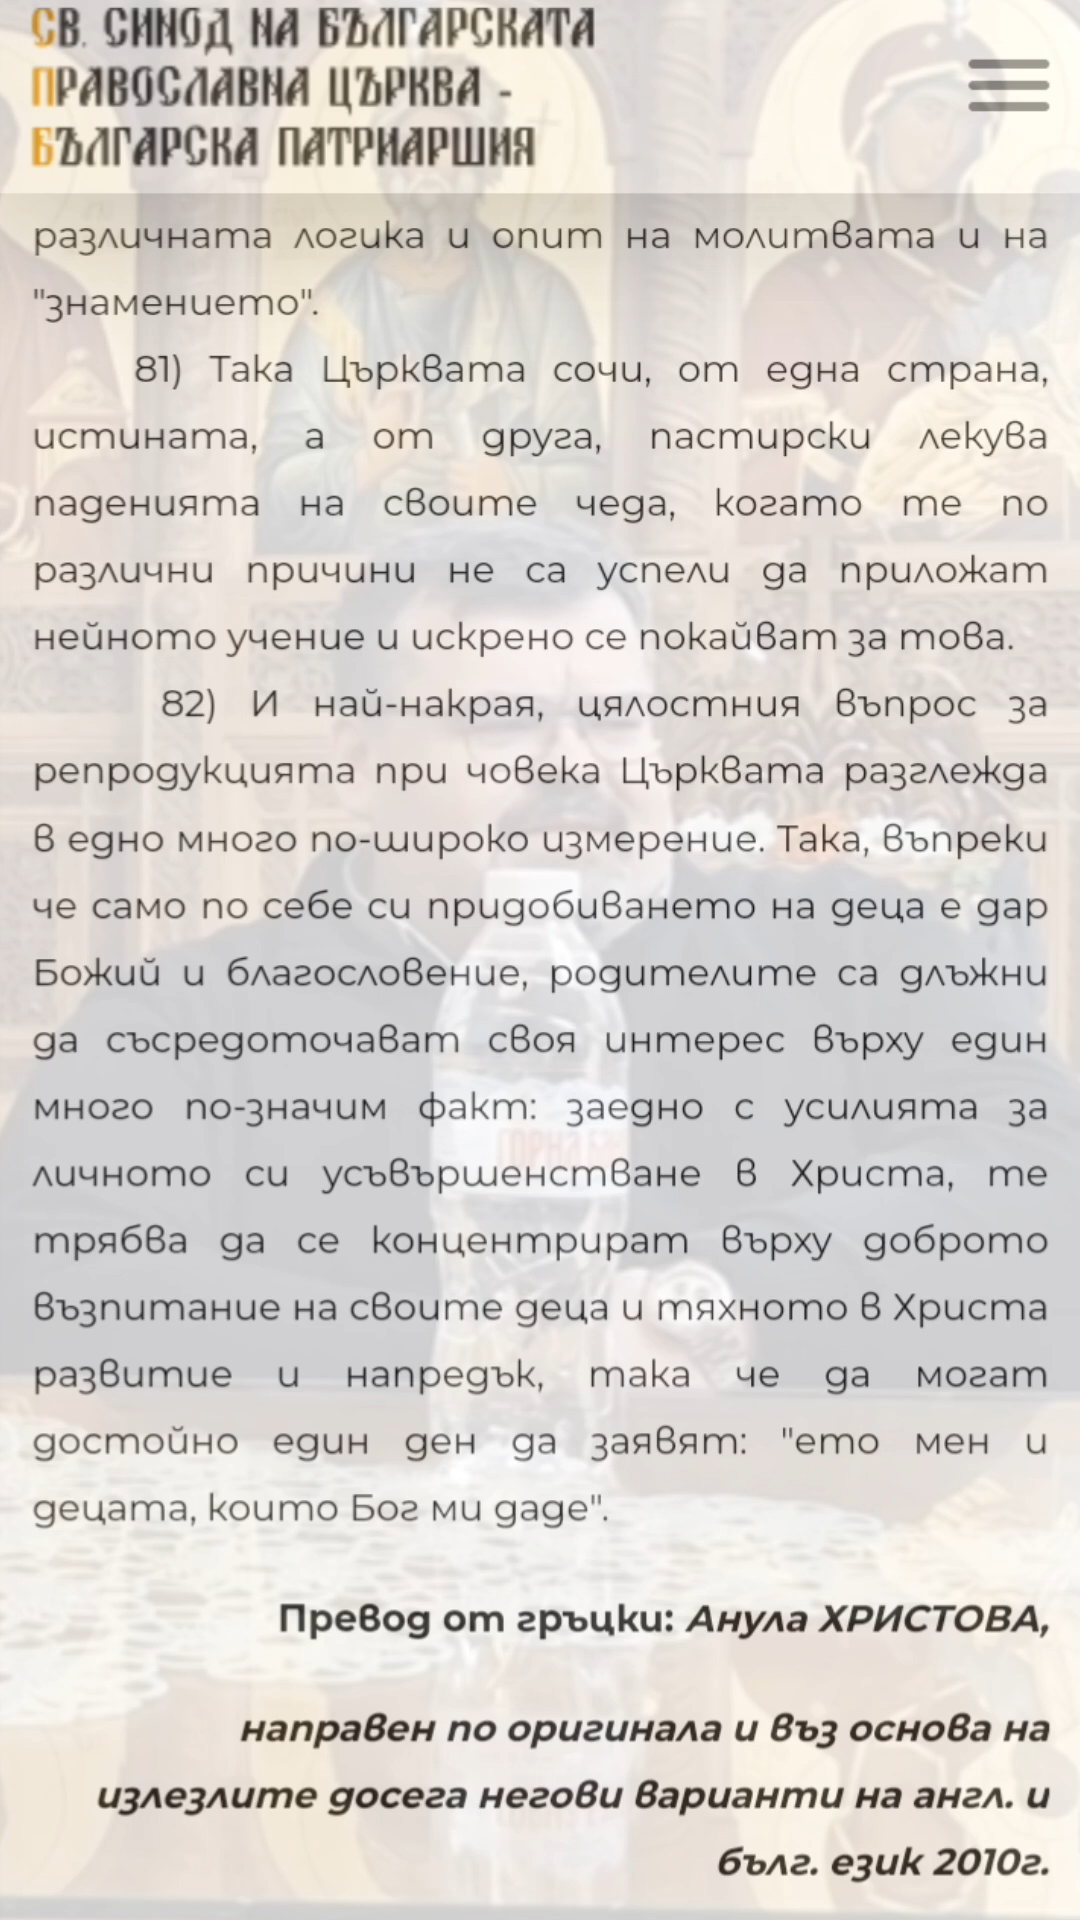 СВ. СИНОД НА БЪЛГАРСКАТА
ПРАВОСЛАВНА ЦЪРКВА -
БЪЛГАРСКА ПАТРИАРШИЯ
различната логика и опит на молитвата и на
"знамението".
81) Така Църквата сочи, от една страна,
истината, а от друга, пастирски лекува
паденията на своите чеда, когато те по
различни причини не са успели да приложат
нейното учение и искрено се покайват за това.
82) И най-накрая, цялостния въпрос за
репродукцията при човека Църквата разглежда
в едно много по-широко измерение. Така, въпреки
че само по себе си придобиването на деца е дар
Божий и благословение, родителите са длъжни
да съсредоточават своя интерес върху един
много по-значим факт: заедно с усилията за
личното си усъвършенстване в Христа, те
трябва да се концентрират върху доброто
възпитание на своите деца и тяхното в Христа
развитие и напредък, така че да могат
достойно един ден да заявят: "ето мен и
децата, които Бог ми даде".
Превод от гръцки: Анула ХРИСТОВА,
направен по оригинала и въз основа на
излезлите досега негови варианти на англ. и
бълг. език 2010г.